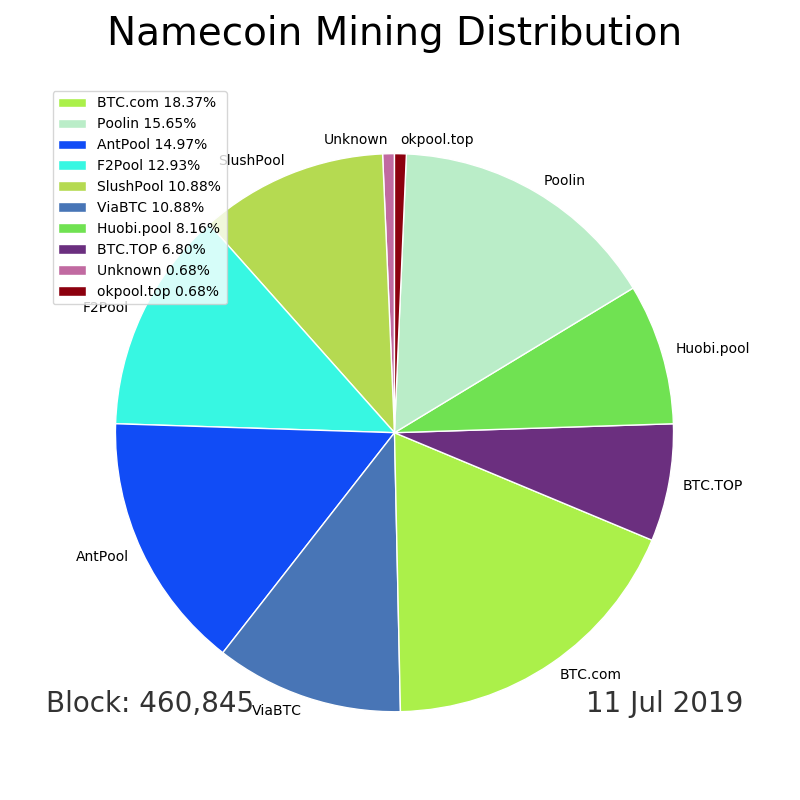 Namecoin Mining Distribution
BTC.com 18.37%
Poolin 15.65%
AntPool 14.97%
F2Pool 12.93%
SlushPool 10.88%
ViaBTC 10.88%
Huobi.pool 8.16%
BTC.TOP 6.80%
Unknown 0.68%
okpool.top 0.68%
Unknown
okpool.top
SlushPool
Poolin
F2Pool
Huobi.pool
BTC.TOP
AntPool
BTC.com
ViaBTC
Block: 460,845
11 Jul 2019